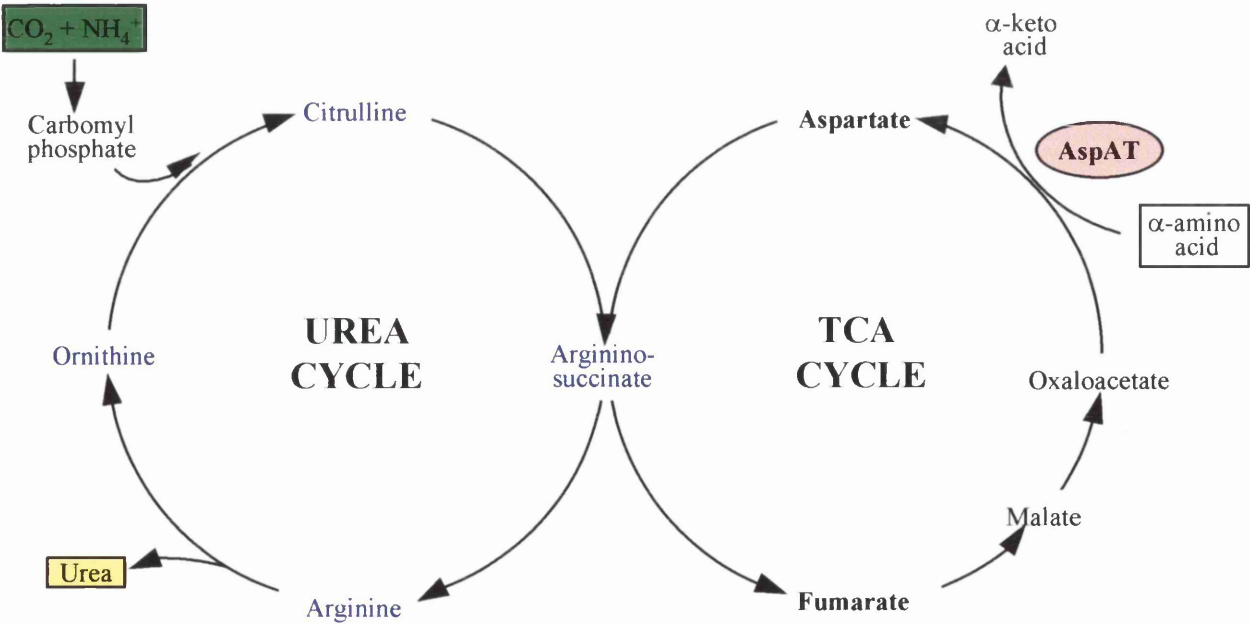 CO₂ + NH₄⁺
Carbomyl
phosphate
Citrulline
Ornithine
UREA
CYCLE
Arginino-
succinate
Urea
Arginine
α-keto
acid
Aspartate
AspAT
α-amino
acid
TCA
CYCLE
Oxaloacetate
Malate
Fumarate